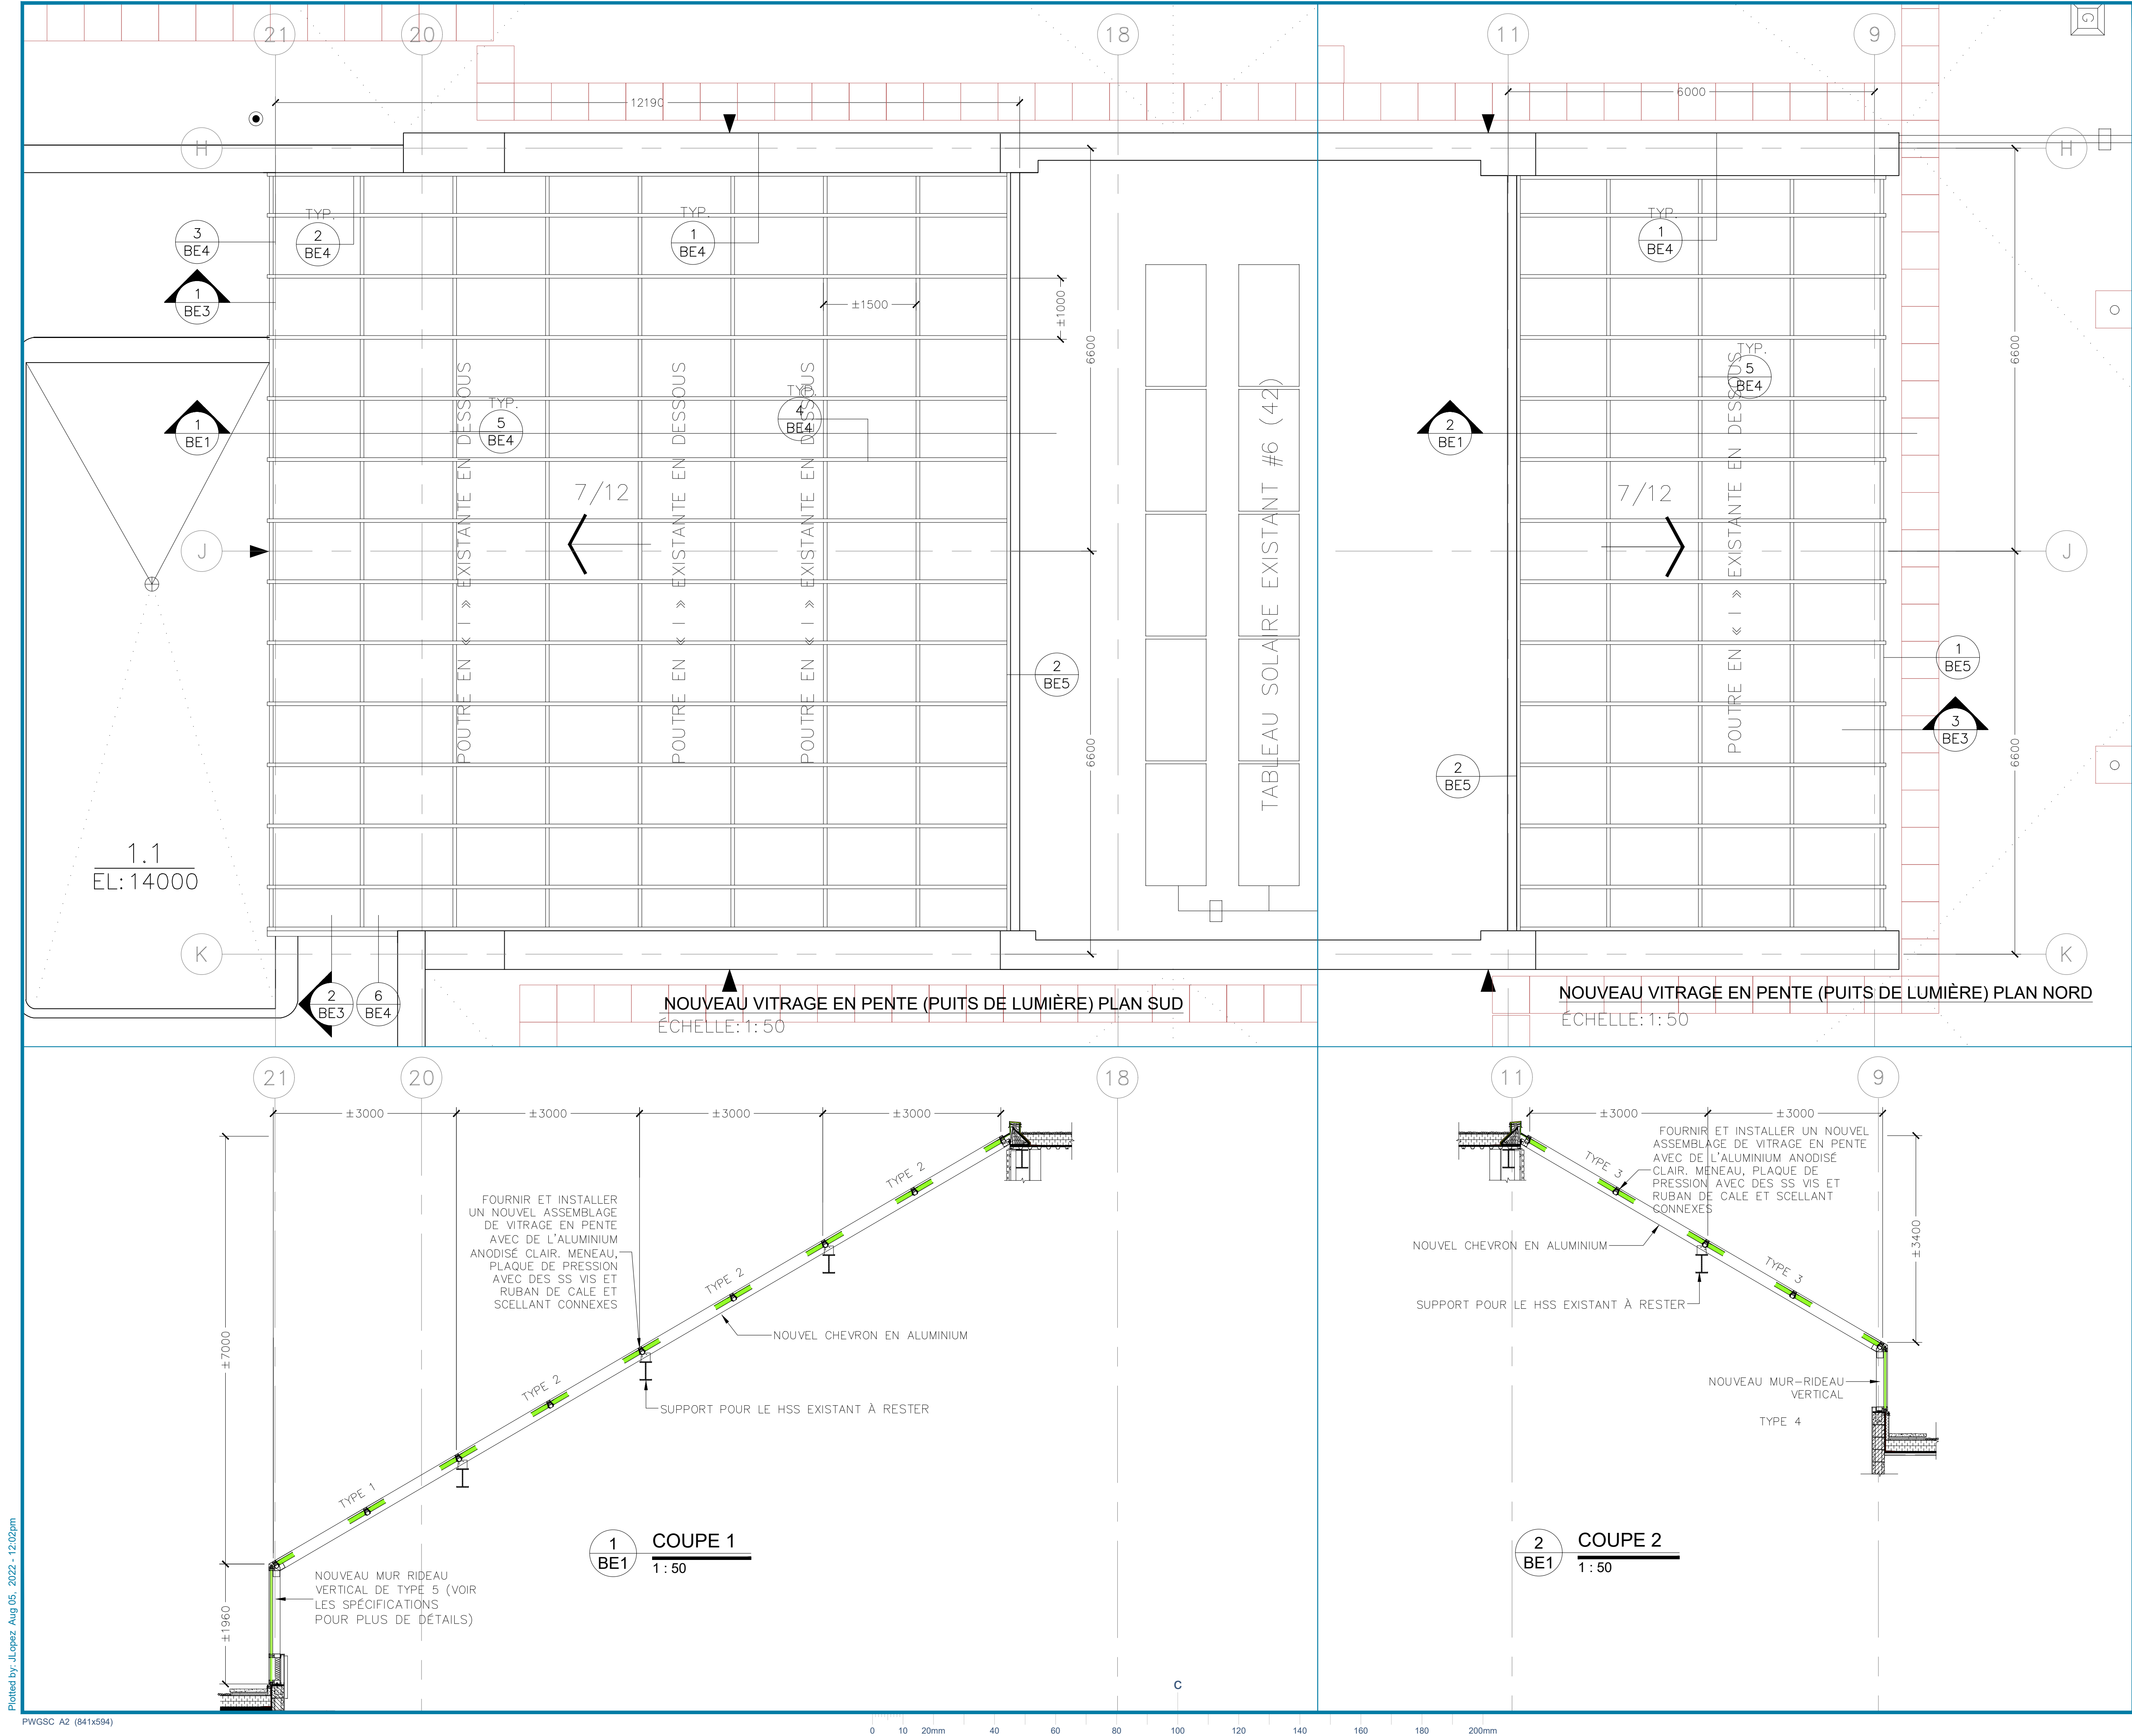 21
20
18
11
9
G
12190
6000
H
H
TYP.
2
BE4
TYP.
1
BE4
TYP.
1
BE4
3
BE4
1
BE3
±1500
±1000
6600
6600
TYP.
5
BE4
TYP.
4
BE4
TYP.
5
BE4
1
BE1
2
BE1
POUTRE EN « I » EXISTANTE EN DESSOUS
POUTRE EN « I » EXISTANTE EN DESSOUS
POUTRE EN « I » EXISTANTE EN DESSOUS
TABLEAU SOLAIRE EXISTANT #6 (42)
POUTRE EN « I » EXISTANTE EN DESSOUS
7/12
7/12
J
J
2
BE5
1
BE5
3
BE3
2
BE5
6600
6600
1.1
EL:14000
K
K
2
BE3
6
BE4
NOUVEAU VITRAGE EN PENTE (PUITS DE LUMIÈRE) PLAN SUD
ÉCHELLE:1:50
NOUVEAU VITRAGE EN PENTE (PUITS DE LUMIÈRE) PLAN NORD
ÉCHELLE:1:50
21
20
18
11
9
±3000
±3000
±3000
±3000
±3000
±3000
FOURNIR ET INSTALLER
UN NOUVEL ASSEMBLAGE
DE VITRAGE EN PENTE
AVEC DE L'ALUMINIUM
ANODISÉ CLAIR. MENEAU,
PLAQUE DE PRESSION
AVEC DES SS VIS ET
RUBAN DE CALE ET
SCELLANT CONNEXES
TYPE 2
TYPE 2
TYPE 2
TYPE 1
NOUVEL CHEVRON EN ALUMINIUM
SUPPORT POUR LE HSS EXISTANT À RESTER
±7000
±1960
NOUVEAU MUR RIDEAU
VERTICAL DE TYPE 5 (VOIR
LES SPÉCIFICATIONS
POUR PLUS DE DÉTAILS)
1
BE1
COUPE 1
1 : 50
FOURNIR ET INSTALLER UN NOUVEL
ASSEMBLAGE DE VITRAGE EN PENTE
AVEC DE L'ALUMINIUM ANODISÉ
CLAIR. MENEAU, PLAQUE DE
PRESSION AVEC DES SS VIS ET
RUBAN DE CALE ET SCELLANT
CONNEXES
TYPE 3
TYPE 3
NOUVEL CHEVRON EN ALUMINIUM
SUPPORT POUR LE HSS EXISTANT À RESTER
±3400
NOUVEAU MUR-RIDEAU
VERTICAL
TYPE 4
2
BE1
COUPE 2
1 : 50
C
Plotted by: JLopez Aug 05, 2022 - 12:02pm
PWGSC A2 (841x594)
0 10 20mm 40 60 80 100 120 140 160 180 200mm